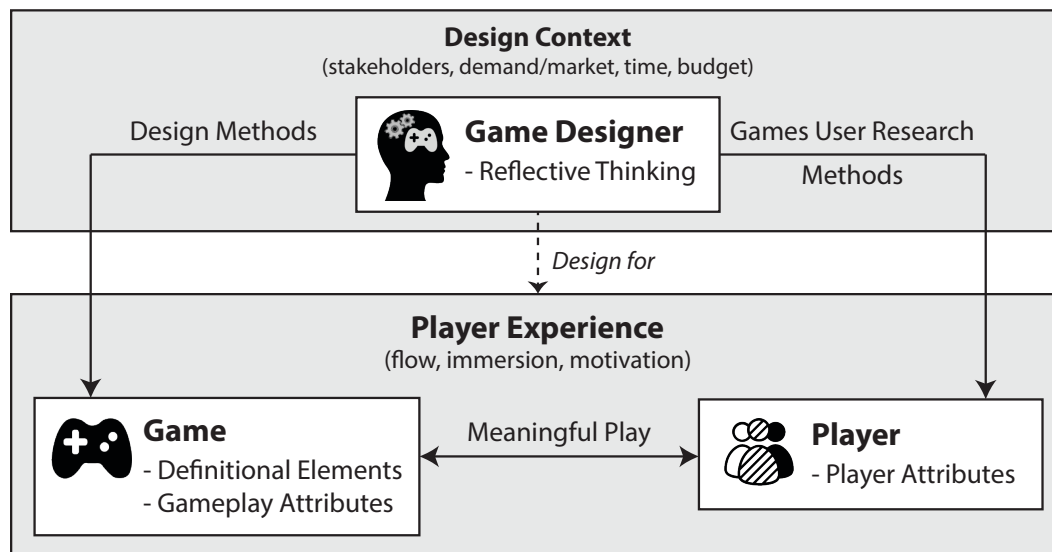 Design Context
(stakeholders, demand/market, time, budget)
Design Methods
Game Designer
- Reflective Thinking
Games User Research
Methods
Design for
Player Experience
(flow, immersion, motivation)
Game
- Definitional Elements
- Gameplay Attributes
Meaningful Play
Player
- Player Attributes